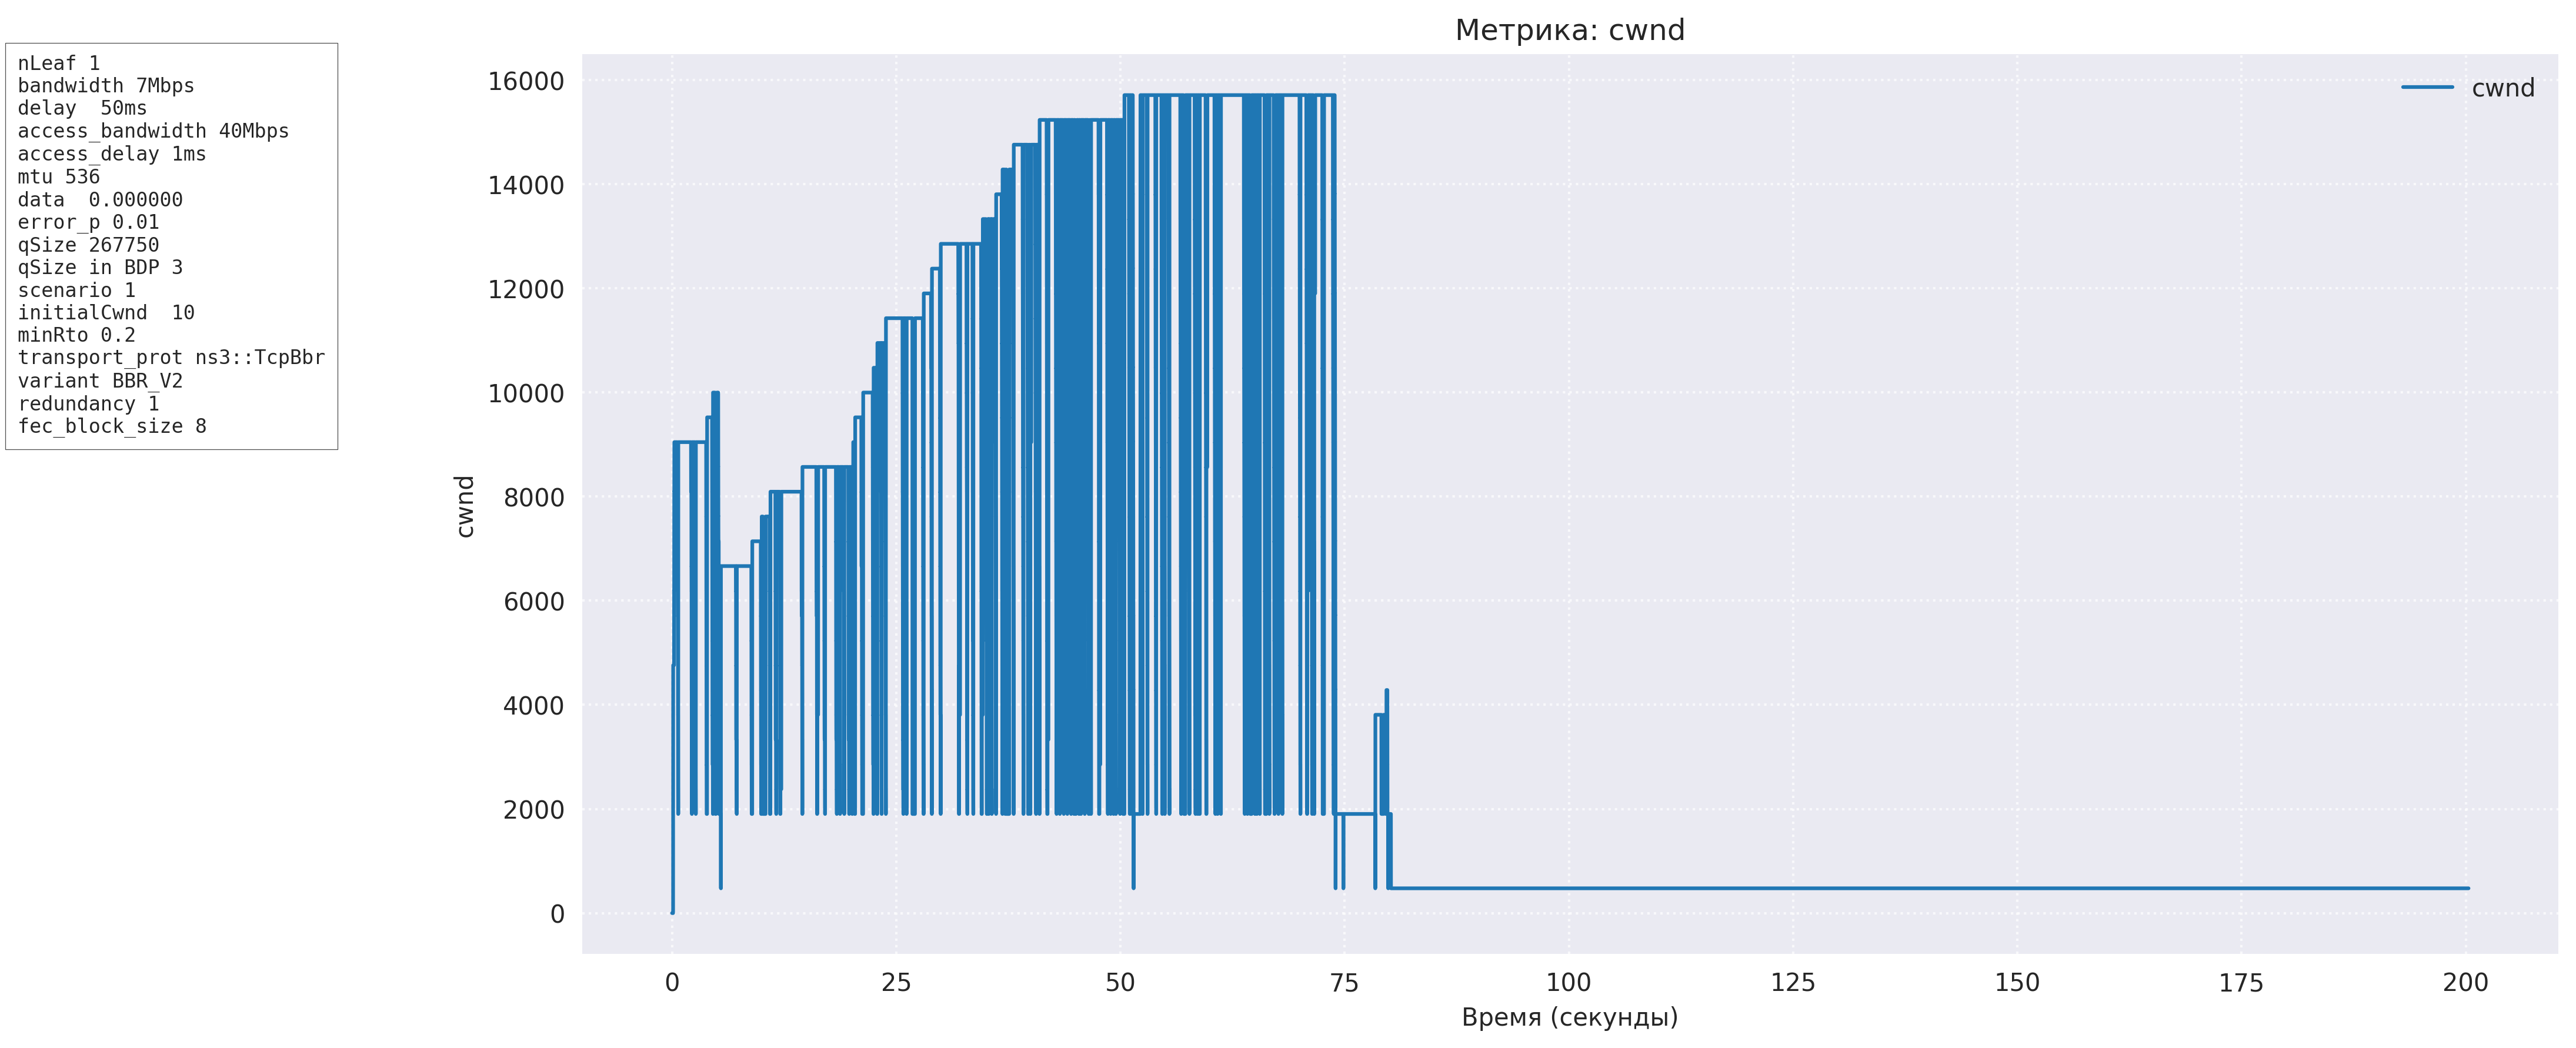 Метрика: cwnd
nLeaf 1
bandwidth 7Mbps
delay  50ms
access_bandwidth 40Mbps
access_delay 1ms
mtu 536
data  0.000000
error_p 0.01
qSize 267750
qSize in BDP 3
scenario 1
initialCwnd  10
minRto 0.2
transport_prot ns3::TcpBbr
variant BBR_V2
redundancy 1
fec_block_size 8
cwnd
16000
14000
12000
10000
8000
6000
4000
2000
0
cwnd
0 25 50 75 100 125 150 175 200
Время (секунды)